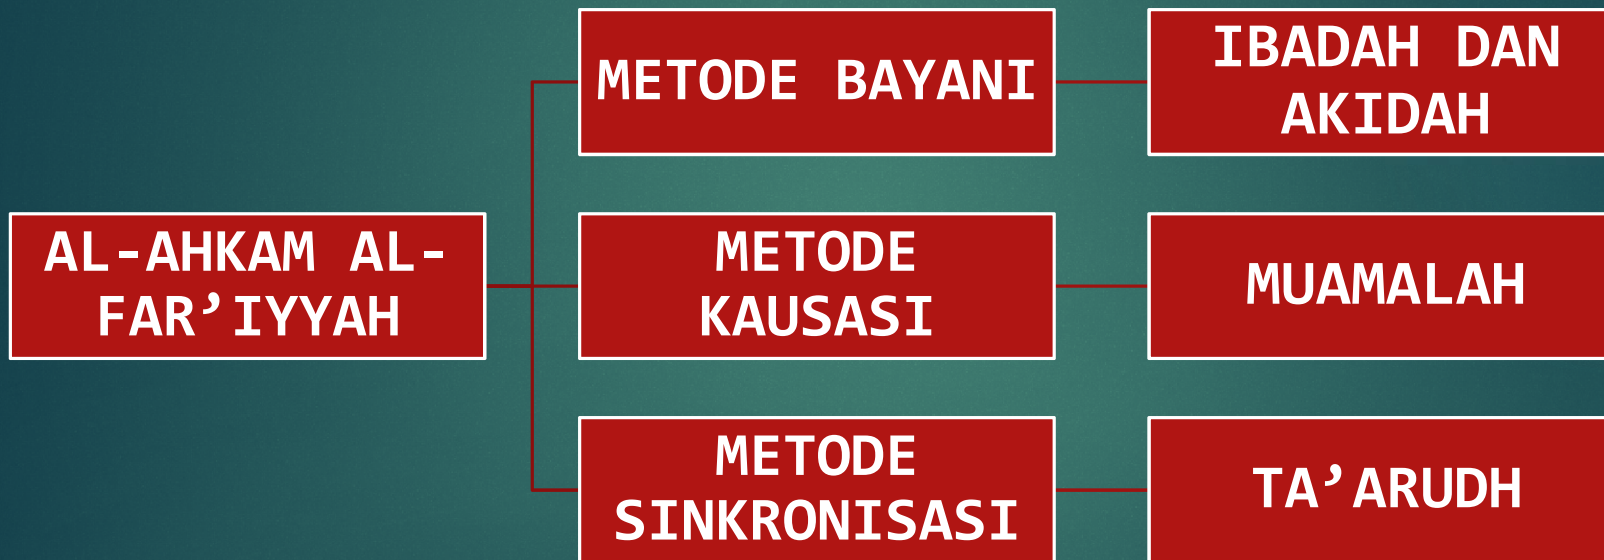 AL-AHKAM AL-
FAR’IYYAH
METODE BAYANI
IBADAH DAN
AKIDAH
METODE
KAUSASI
MUAMALAH
METODE
SINKRONISASI
TA’ARUDH